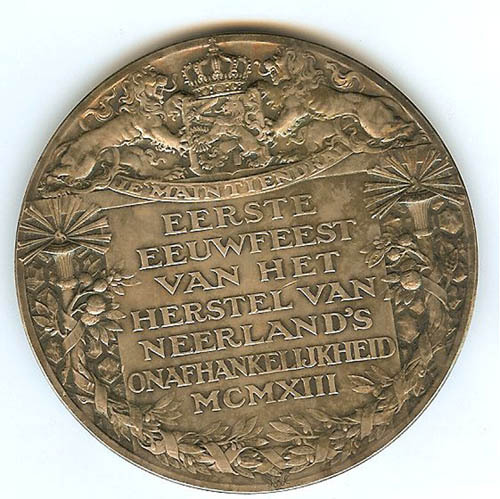 JE MAINTIENDRAI
EERSTE
EEUWFEEST
VAN HET
HERSTEL VAN
NEERLAND'S
ONAFHANKELIJKHEID
MCMXIII